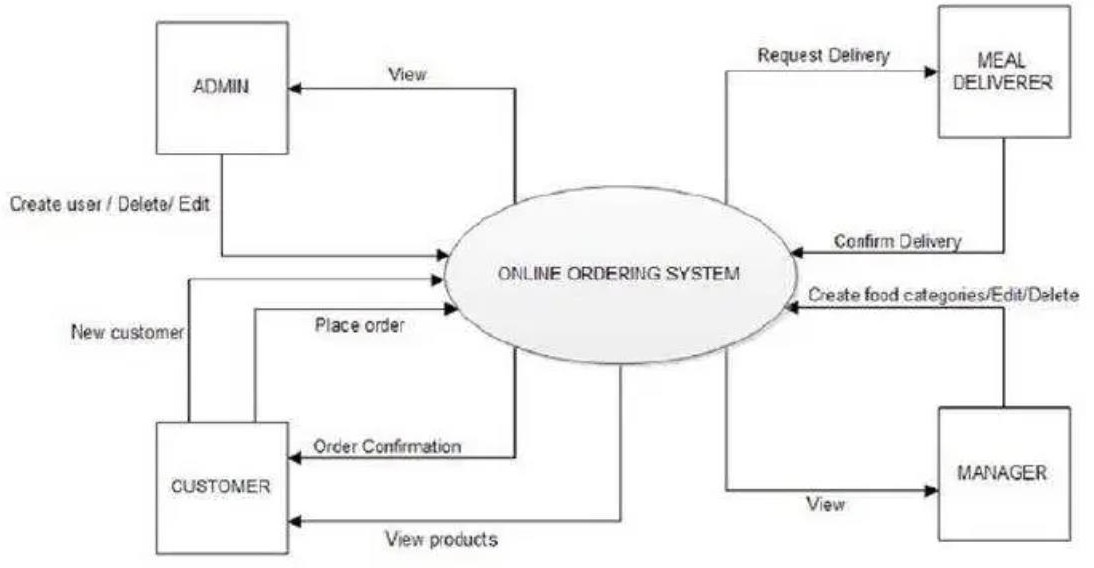 ADMIN
View
Request Delivery
MEAL
DELIVERER
Create user / Delete/ Edit
Confirm Delivery
ONLINE ORDERING SYSTEM
Create food categories/Edit/Delete
New customer
Place order
Order Confirmation
CUSTOMER
MANAGER
View
View products